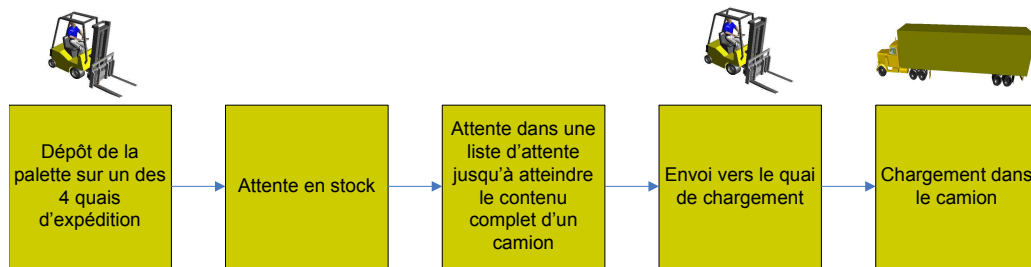 Dépôt de la
palette sur un des
4 quais
d'expédition
Attente en stock
Attente dans une
liste d'attente
jusqu'à atteindre
le contenu
complet d'un
camion
Envoi vers le quai
de chargement
Chargement dans
le camion